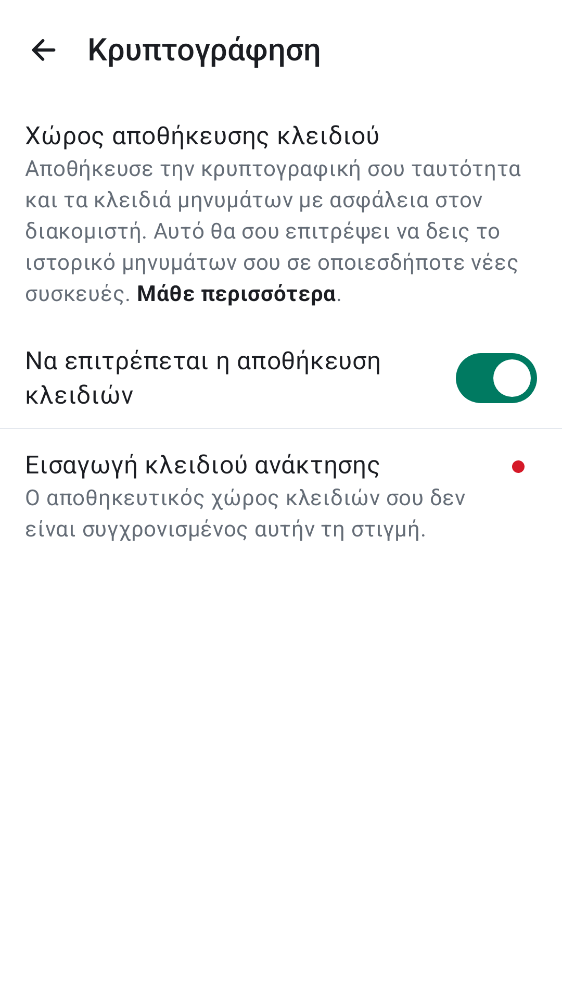 Κρυπτογράφηση
Χώρος αποθήκευσης κλειδιού
Αποθήκευσε την κρυπτογραφική σου ταυτότητα
και τα κλειδιά μηνυμάτων με ασφάλεια στον
διακομιστή. Αυτό θα σου επιτρέψει να δεις το
ιστορικό μηνυμάτων σου σε οποιεσδήποτε νέες
συσκευές. Μάθε περισσότερα.
Να επιτρέπεται η αποθήκευση
κλειδιών
Εισαγωγή κλειδιού ανάκτησης
Ο αποθηκευτικός χώρος κλειδιών σου δεν
είναι συγχρονισμένος αυτήν τη στιγμή.